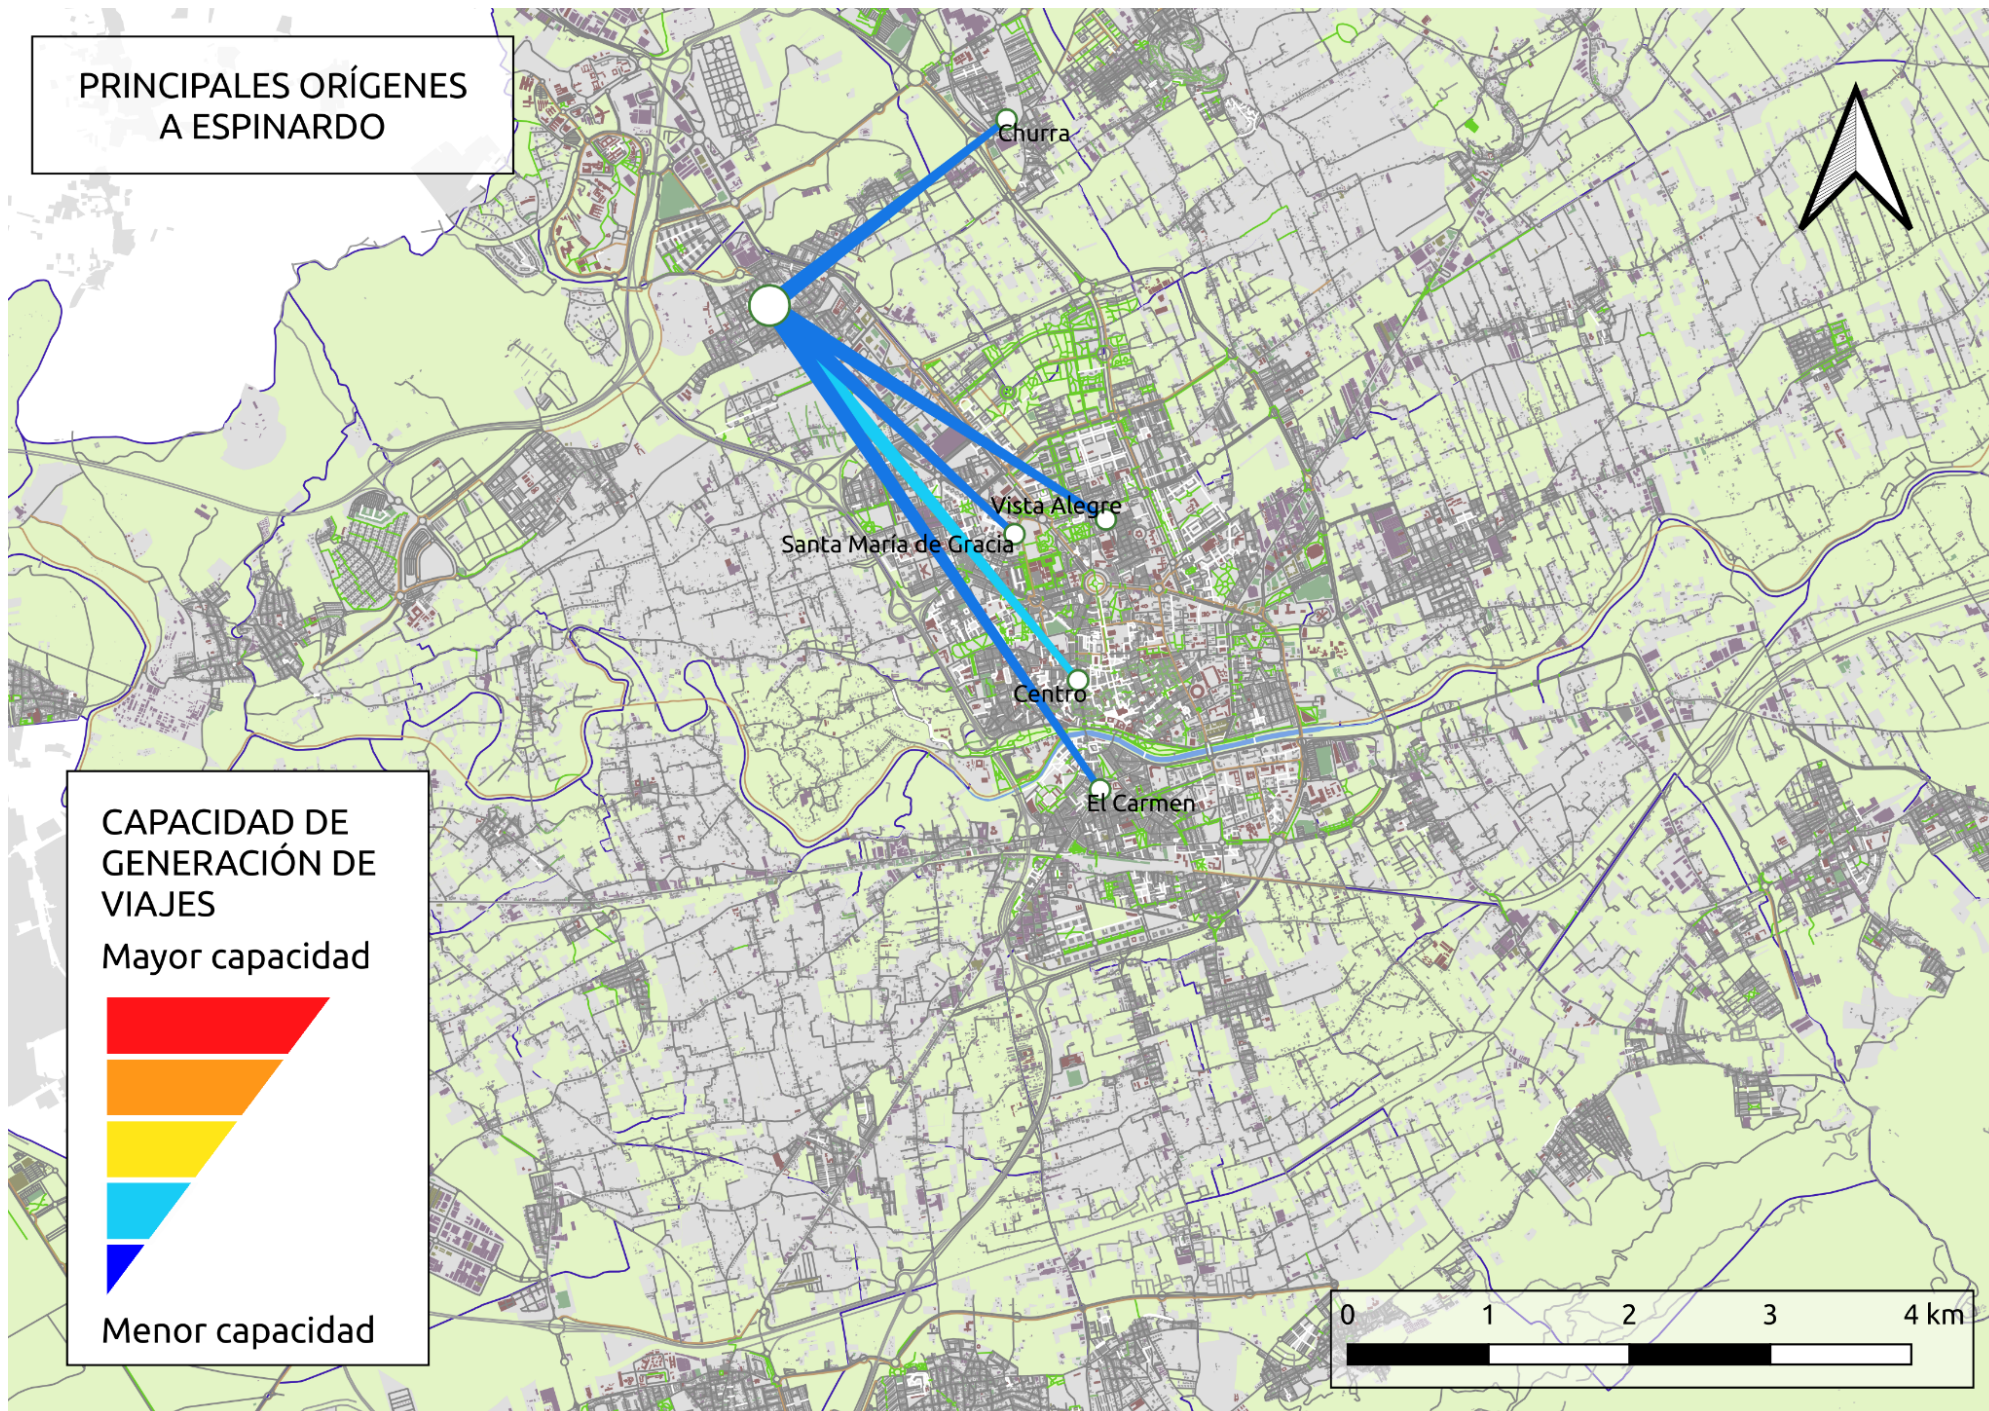 PRINCIPALES ORÍGENES
A ESPINARDO
Churra
Vista Alegre
Santa María de Gracia
Centro
El Carmen
CAPACIDAD DE
GENERACIÓN DE
VIAJES
Mayor capacidad
Menor capacidad
0 1 2 3 4 km